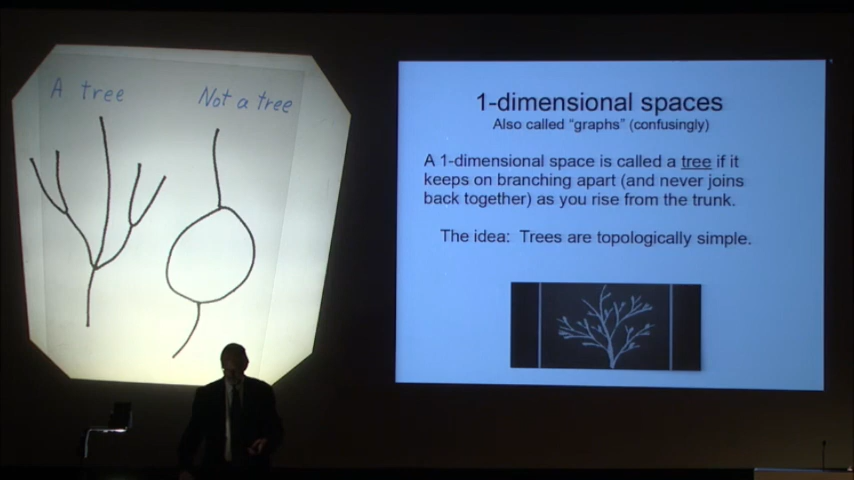 A tree
Not a tree
1-dimensional spaces
Also called "graphs" (confusingly)
A 1-dimensional space is called a tree if it
keeps on branching apart (and never joins
back together) as you rise from the trunk.
The idea: Trees are topologically simple.